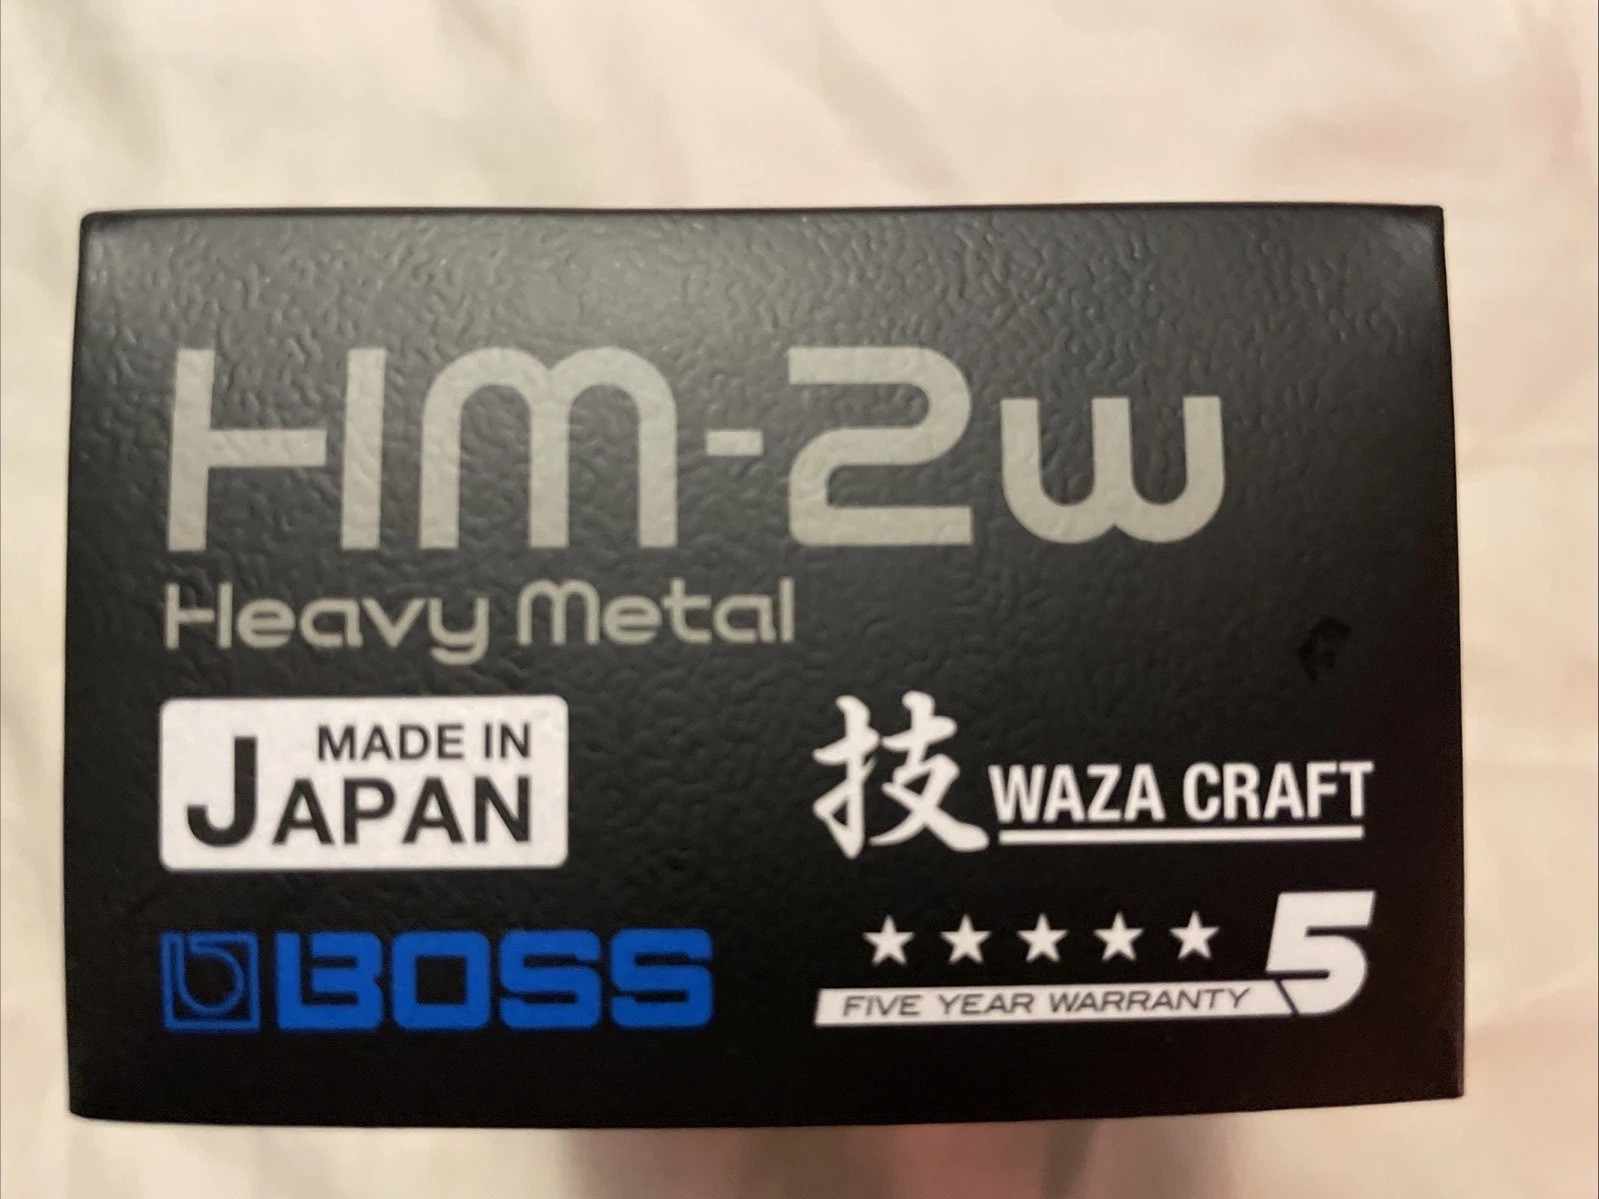 HM-2w
Heavy Metal
MADE IN
JAPAN
技 WAZA CRAFT
BOSS
5
FIVE YEAR WARRANTY